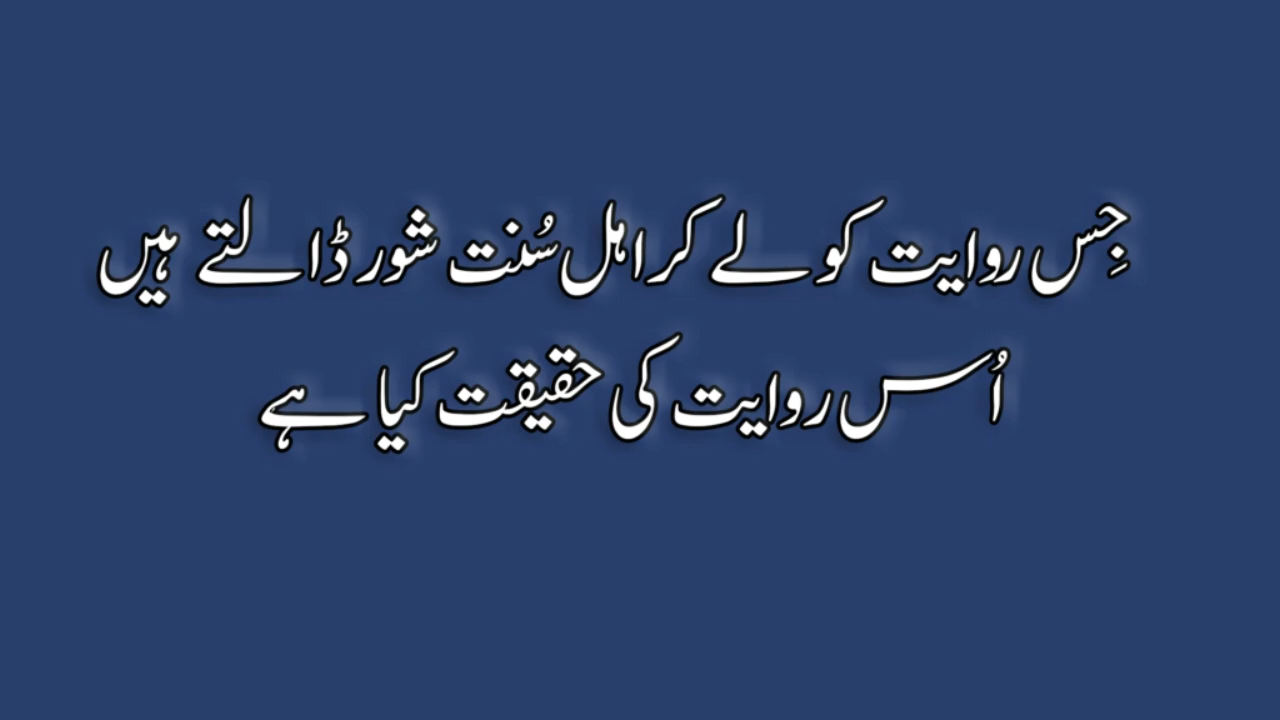 جِس روایت کو لے کر اہل سُنت شور ڈالتے ہیں
اُس روایت کی حقیقت کیا ہے